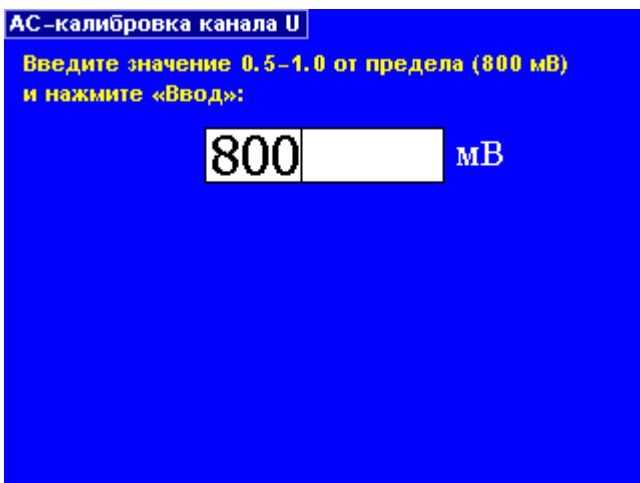 АС-калибровка канала U
Введите значение 0.5-1.0 от предела (800 мВ)
и нажмите «Ввод»:
800 мВ